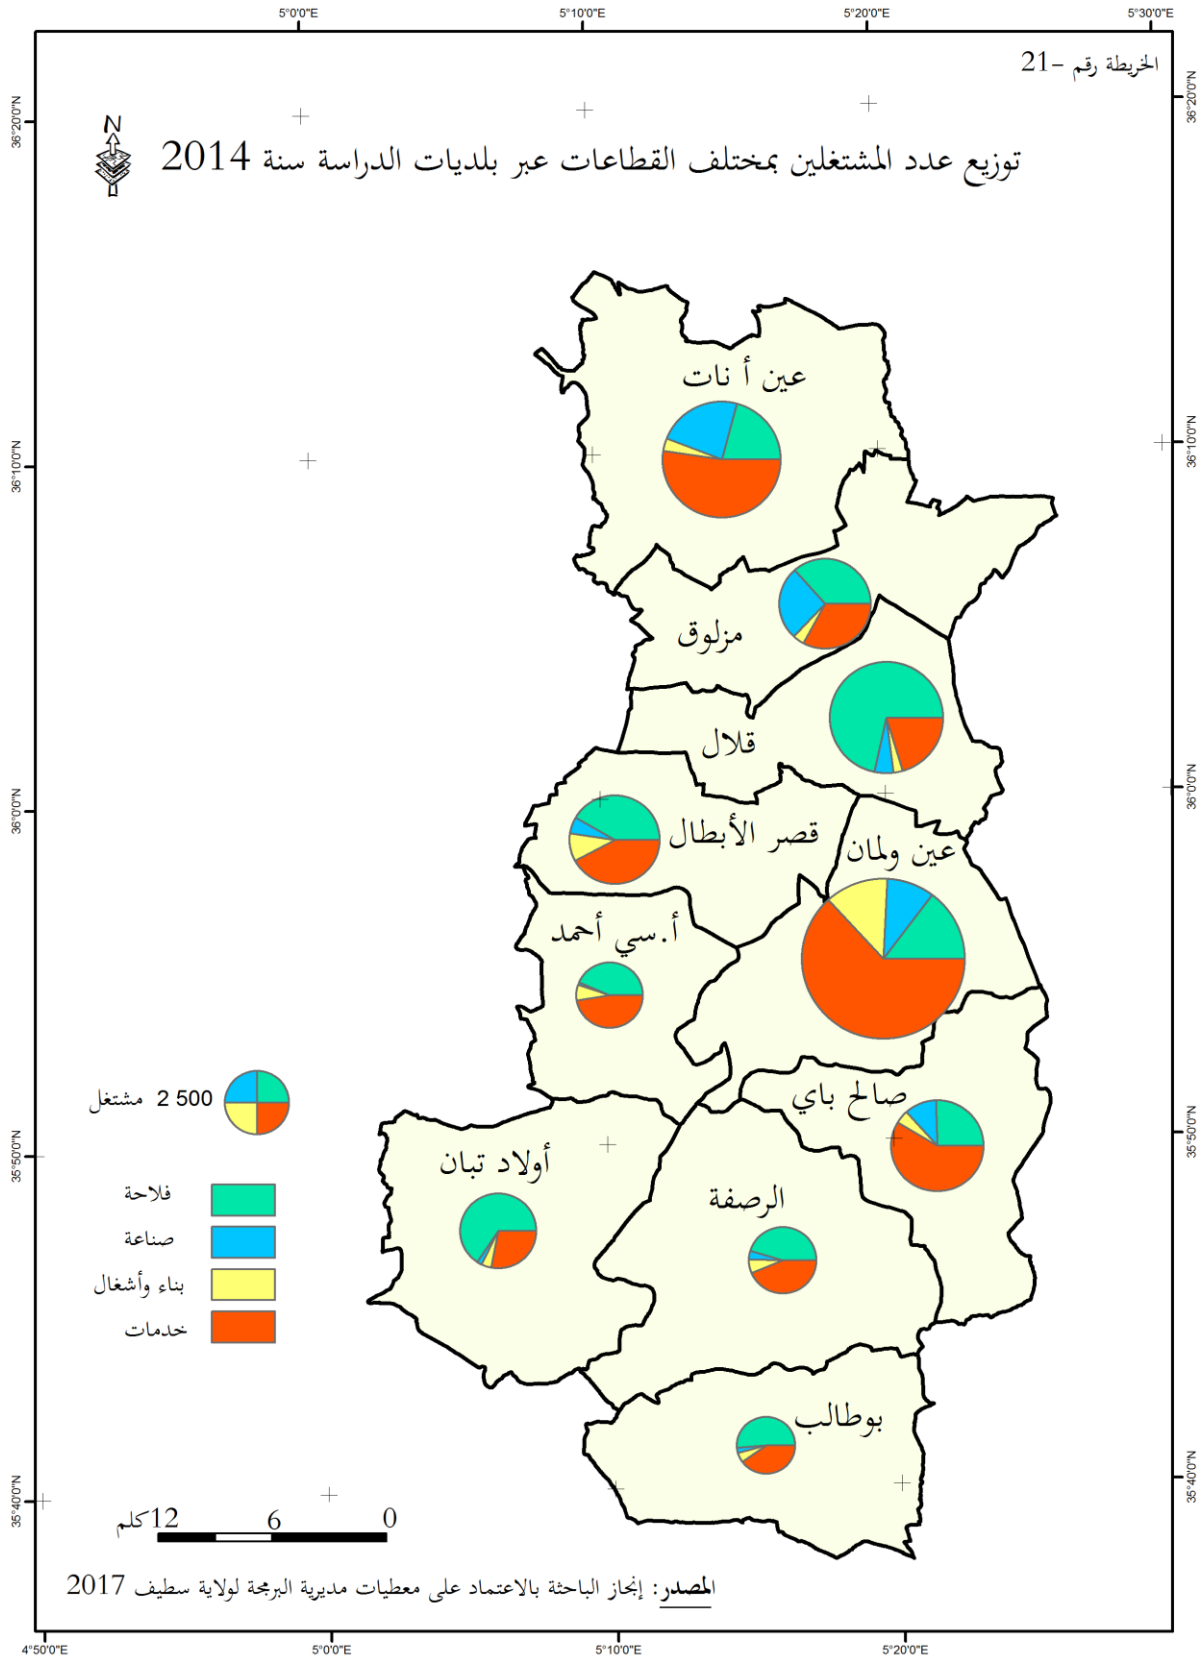 5°0'0"E
5°10'0"E
5°20'0"E
5°30'0"E
الخريطة رقم -21
36°20'0"N
36°20'0"N
N
توزيع عدد المشتغلين بمختلف القطاعات عبر بلديات الدراسة سنة 2014
عين أ نات
36°10'0"N
36°10'0"N
مزلوق
قلال
36°0'0"N
36°0'0"N
قصر الأبطال
عين ولمان
أ.سي أحمد
صالح باي
2 500 مشتغل
35°50'0"N
35°50'0"N
أولاد تبان
الرصفة
فلاحة
صناعة
بناء وأشغال
خدمات
بوطالب
35°40'0"N
35°40'0"N
0
6
12كلم
المصدر: إنجاز الباحثة بالاعتماد على معطيات مديرية البرمجة لولاية سطيف 2017
4°50'0"E
5°0'0"E
5°10'0"E
5°20'0"E